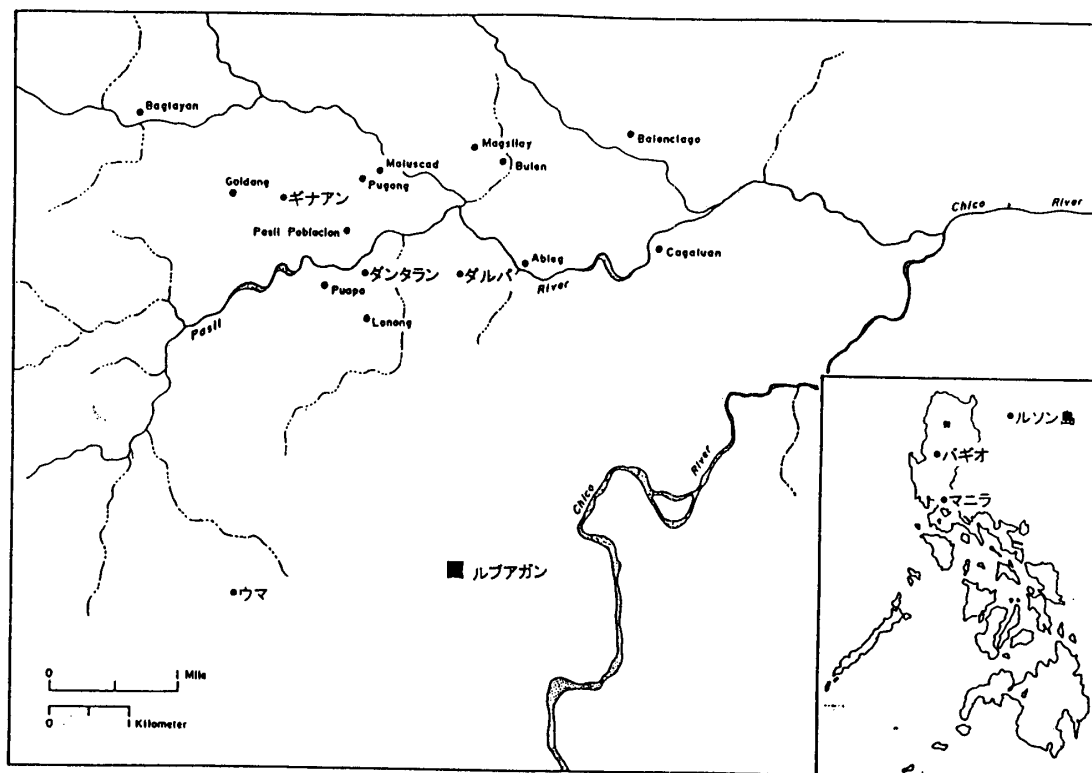 Bagtayan
Balenciago
Magsilay
Bulen
Moluscad
Pugong
Galdang
ギナアン
Chico River
Pasil Poblacion
Ableg
Cagaluan
ダンタラン
ダルパ
River
Puapo
Lonong
Pasil
ルソン島
バギオ
River
マニラ
Chico
ルブアガン
ウマ
0 1 Mile
0 1 Kilometer